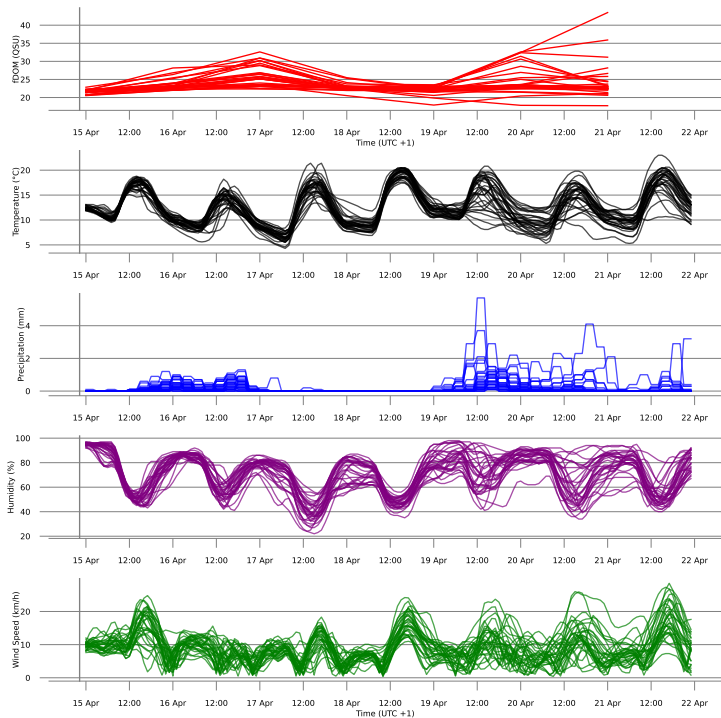 fDOM (QSU)
40
35
30
25
20
15 Apr 12:00 16 Apr 12:00 17 Apr 12:00 18 Apr 12:00 19 Apr 12:00 20 Apr 12:00 21 Apr 12:00 22 Apr
Time (UTC +1)
Temperature (°C)
20
15
10
5
15 Apr 12:00 16 Apr 12:00 17 Apr 12:00 18 Apr 12:00 19 Apr 12:00 20 Apr 12:00 21 Apr 12:00 22 Apr
Precipitation (mm)
4
2
0
15 Apr 12:00 16 Apr 12:00 17 Apr 12:00 18 Apr 12:00 19 Apr 12:00 20 Apr 12:00 21 Apr 12:00 22 Apr
Humidity (%)
100
80
60
40
20
15 Apr 12:00 16 Apr 12:00 17 Apr 12:00 18 Apr 12:00 19 Apr 12:00 20 Apr 12:00 21 Apr 12:00 22 Apr
Wind Speed (km/h)
20
10
0
15 Apr 12:00 16 Apr 12:00 17 Apr 12:00 18 Apr 12:00 19 Apr 12:00 20 Apr 12:00 21 Apr 12:00 22 Apr
Time (UTC +1)